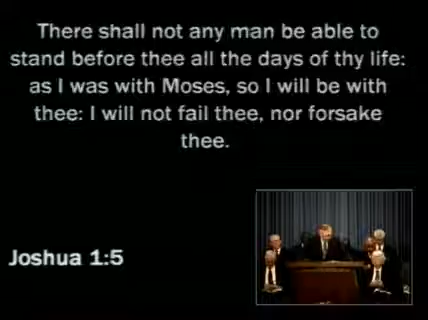 There shall not any man be able to
stand before thee all the days of thy life:
as I was with Moses, so I will be with
thee: I will not fail thee, nor forsake
thee.
Joshua 1:5